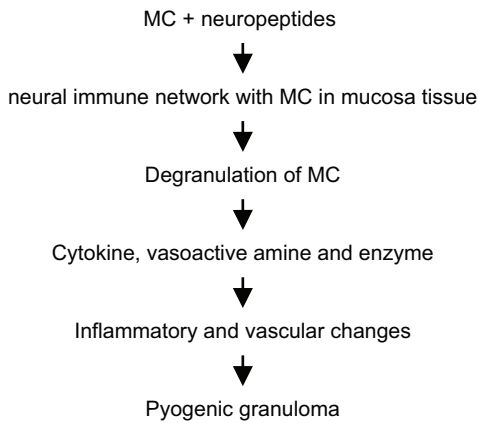 MC + neuropeptides
neural immune network with MC in mucosa tissue
Degranulation of MC
Cytokine, vasoactive amine and enzyme
Inflammatory and vascular changes
Pyogenic granuloma